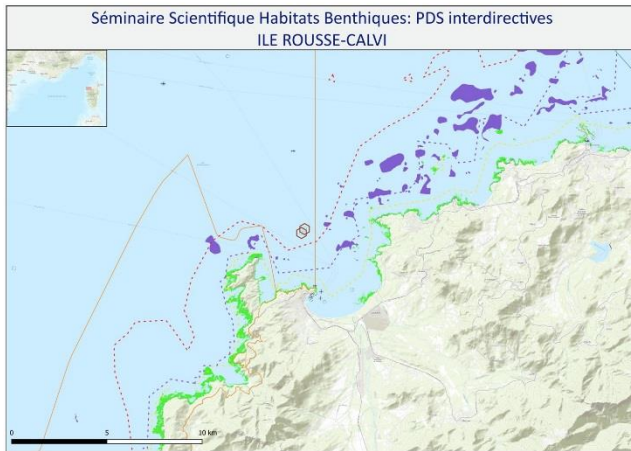 Séminaire Scientifique Habitats Benthiques: PDS interdirectives
ILE ROUSSE-CALVI
0 5 10 km